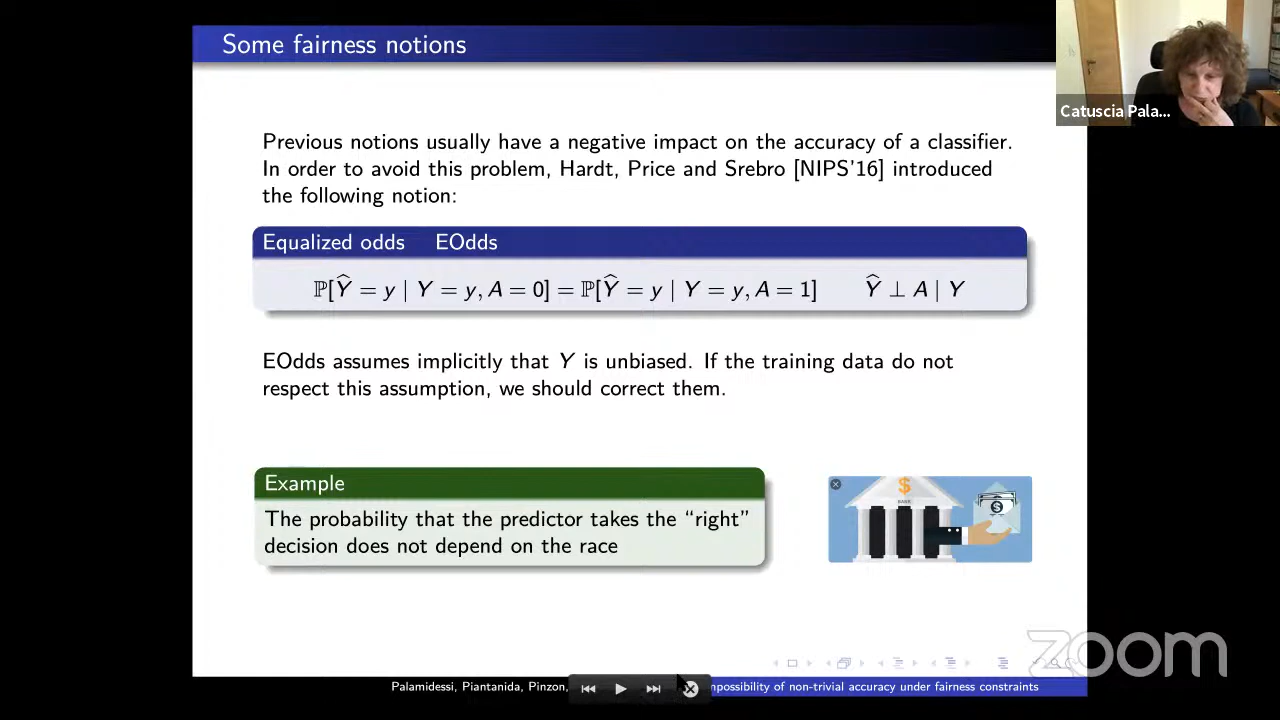 Some fairness notions
Catuscia Pala...
Previous notions usually have a negative impact on the accuracy of a classifier.
In order to avoid this problem, Hardt, Price and Srebro [NIPS'16] introduced
the following notion:
Equalized odds EOdds
ℙ[Ŷ = y | Y = y, A = 0] = ℙ[Ŷ = y | Y = y, A = 1] Ŷ ⊥ A | Y
EOdds assumes implicitly that Y is unbiased. If the training data do not
respect this assumption, we should correct them.
Example
The probability that the predictor takes the “right”
decision does not depend on the race
$
BANK
$
zoom
Palamidessi, Piantanida, Pinzon,
mpossibility of non-trivial accuracy under fairness constraints